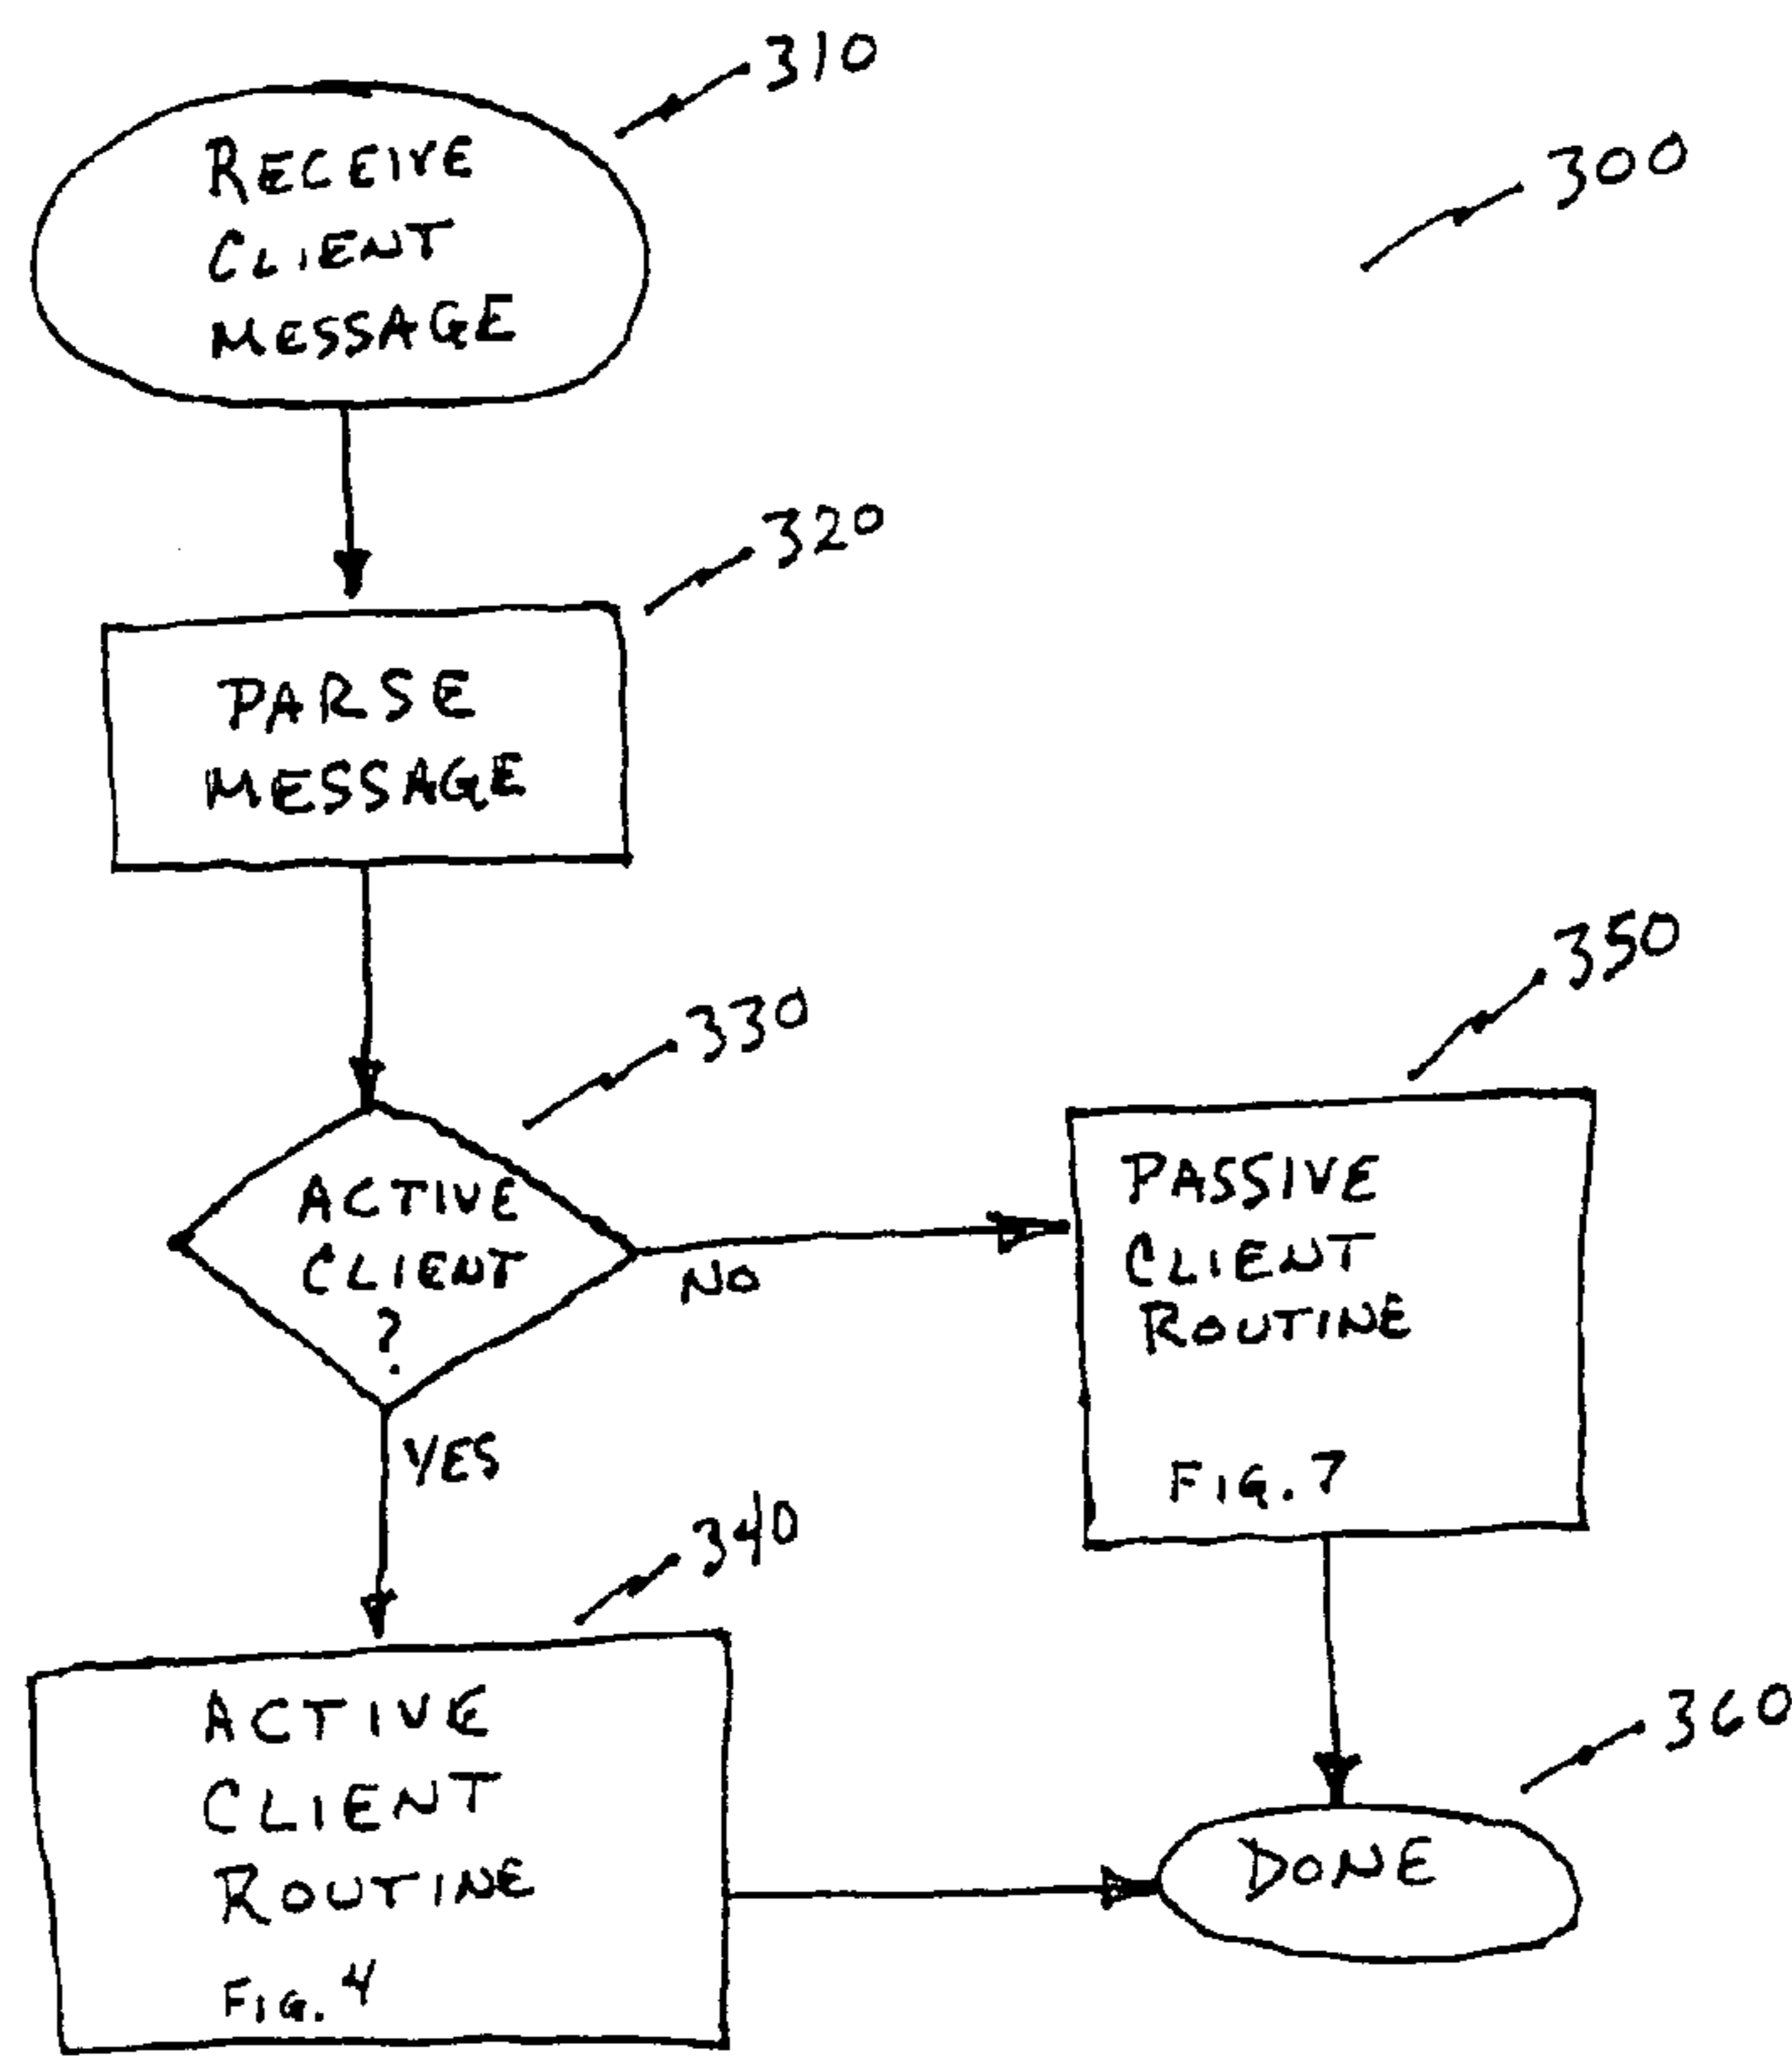 310
RECEIVE
CLIENT
MESSAGE
300
320
PARSE
MESSAGE
330
ACTIVE
CLIENT
?
NO
YES
350
PASSIVE
CLIENT
ROUTINE
FIG. 7
340
ACTIVE
CLIENT
ROUTINE
FIG. 4
360
DONE